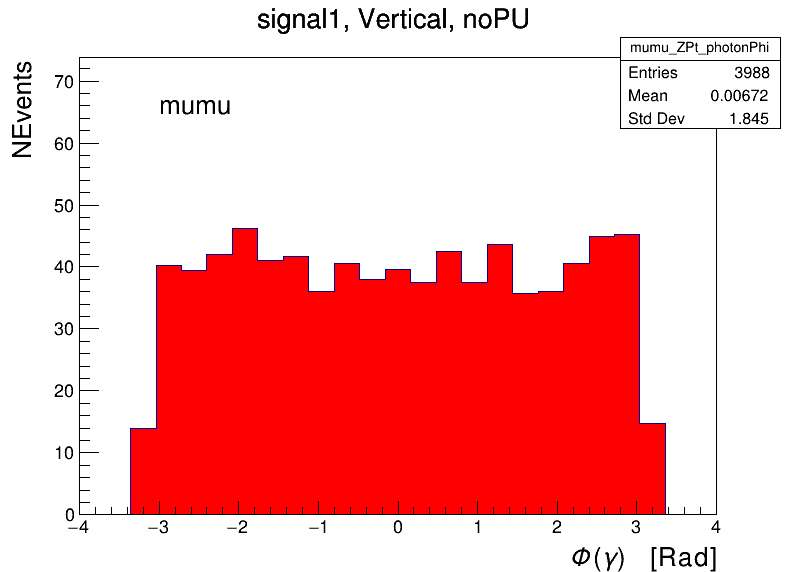 signal1, Vertical, noPU
mumu_ZPt_photonPhi
Entries 3988
Mean 0.00672
Std Dev 1.845
NEvents
mumu
70
60
50
40
30
20
10
0
−4 −3 −2 −1 0 1 2 3 4
Φ(γ) [Rad]